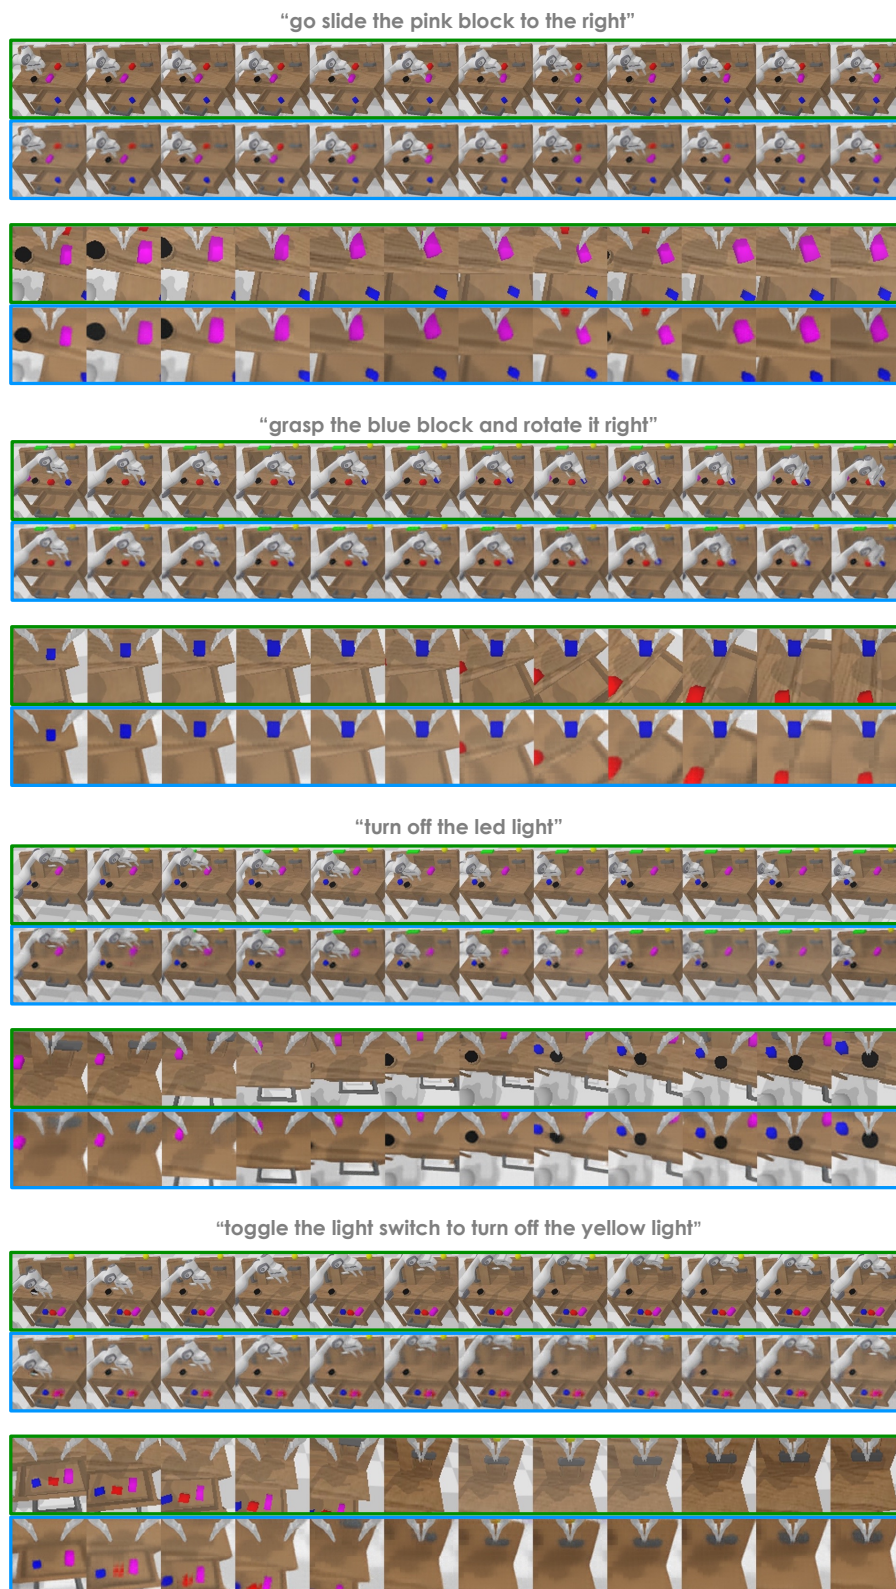 “go slide the pink block to the right”
“grasp the blue block and rotate it right”
“turn off the led light”
“toggle the light switch to turn off the yellow light”